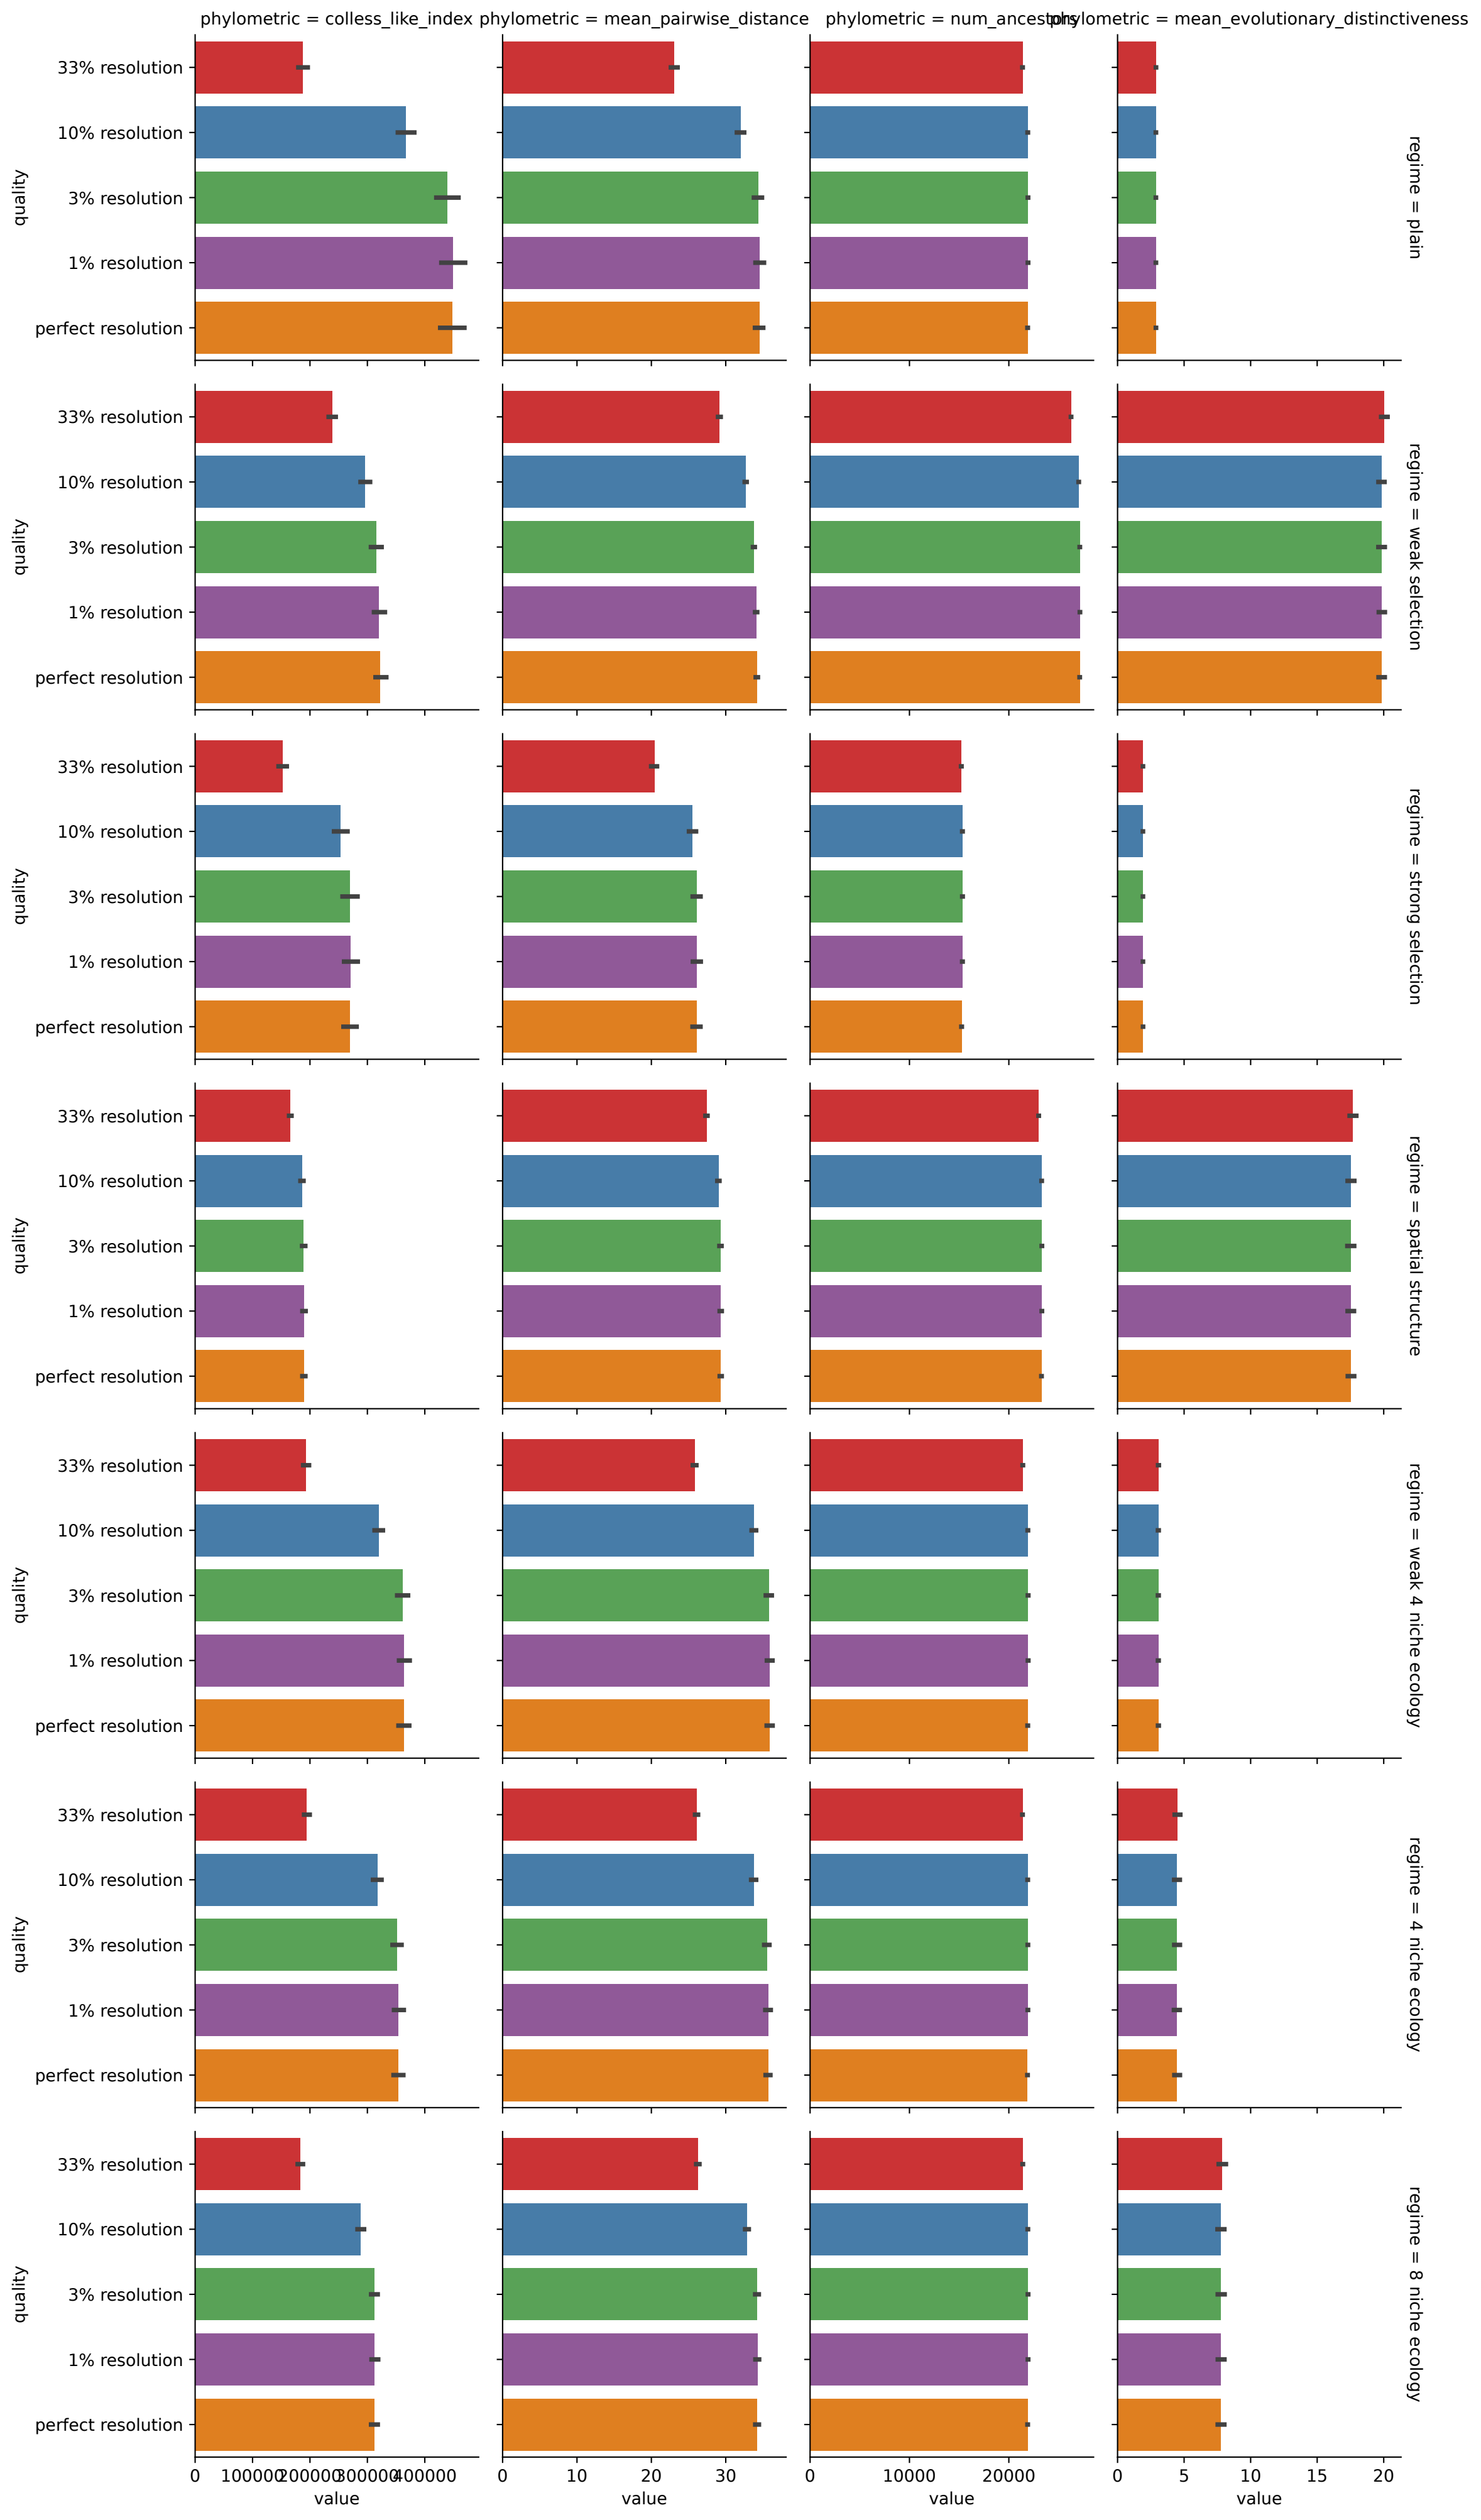 phylometric = colless_like_index phylometric = mean_pairwise_distance phylometric = num_ancestors phylometric = mean_evolutionary_distinctiveness
33% resolution
10% resolution
3% resolution
1% resolution
perfect resolution
quality
regime = plain
33% resolution
10% resolution
3% resolution
1% resolution
perfect resolution
quality
regime = weak selection
33% resolution
10% resolution
3% resolution
1% resolution
perfect resolution
quality
regime = strong selection
33% resolution
10% resolution
3% resolution
1% resolution
perfect resolution
quality
regime = spatial structure
33% resolution
10% resolution
3% resolution
1% resolution
perfect resolution
quality
regime = weak 4 niche ecology
33% resolution
10% resolution
3% resolution
1% resolution
perfect resolution
quality
regime = 4 niche ecology
33% resolution
10% resolution
3% resolution
1% resolution
perfect resolution
quality
regime = 8 niche ecology
0 100000 200000 300000 400000 0 10 20 30 0 10000 20000 0 5 10 15 20
value value value value